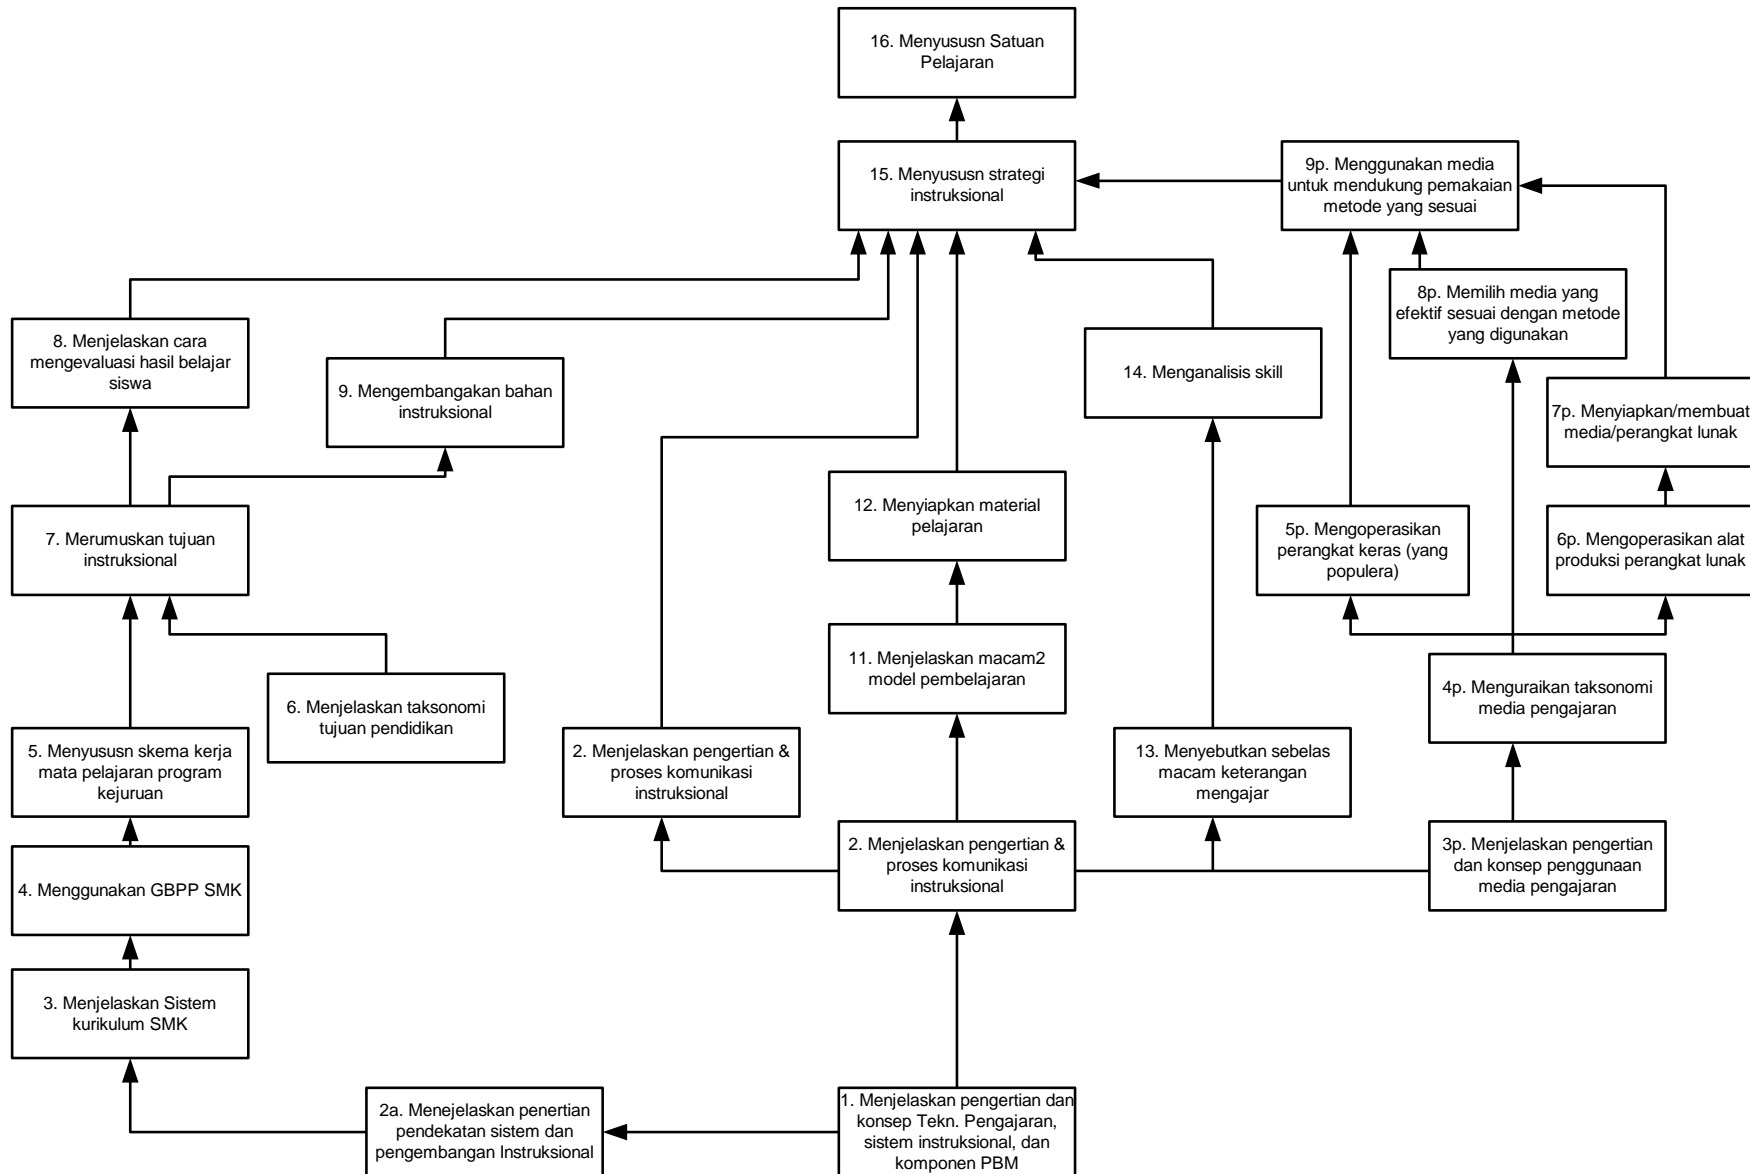 16. Menyususn Satuan
Pelajaran
15. Menyususn strategi
instruksional
9p. Menggunakan media
untuk mendukung pemakaian
metode yang sesuai
8p. Memilih media yang
efektif sesuai dengan metode
yang digunakan
8. Menjelaskan cara
mengevaluasi hasil belajar
siswa
9. Mengembangakan bahan
instruksional
14. Menganalisis skill
7p. Menyiapkan/membuat
media/perangkat lunak
7. Merumuskan tujuan
instruksional
12. Menyiapkan material
pelajaran
5p. Mengoperasikan
perangkat keras (yang
populera)
6p. Mengoperasikan alat
produksi perangkat lunak
6. Menjelaskan taksonomi
tujuan pendidikan
11. Menjelaskan macam2
model pembelajaran
4p. Menguraikan taksonomi
media pengajaran
5. Menyususn skema kerja
mata pelajaran program
kejuruan
2. Menjelaskan pengertian &
proses komunikasi
instruksional
13. Menyebutkan sebelas
macam keterangan
mengajar
4. Menggunakan GBPP SMK
2. Menjelaskan pengertian &
proses komunikasi
instruksional
3p. Menjelaskan pengertian
dan konsep penggunaan
media pengajaran
3. Menjelaskan Sistem
kurikulum SMK
2a. Menejelaskan penertian
pendekatan sistem dan
pengembangan Instruksional
1. Menjelaskan pengertian dan
konsep Tekn. Pengajaran,
sistem instruksional, dan
komponen PBM